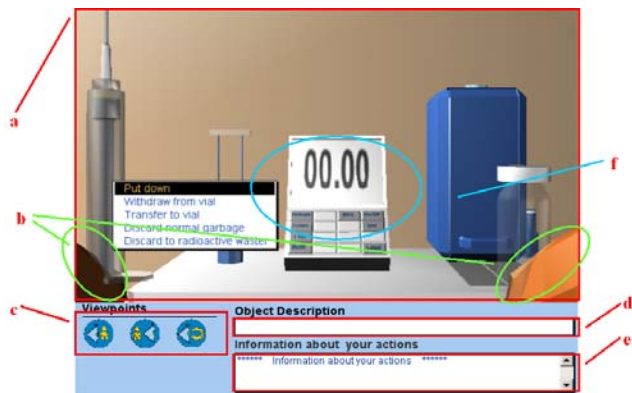 a
00.00
f
Put down
Withdraw from vial
Transfer to vial
Discard normal garbage
Discard to radioactive waster
b
c
Viewpoints
Object Description
d
Information about your actions
****** Information about your actions ******
e